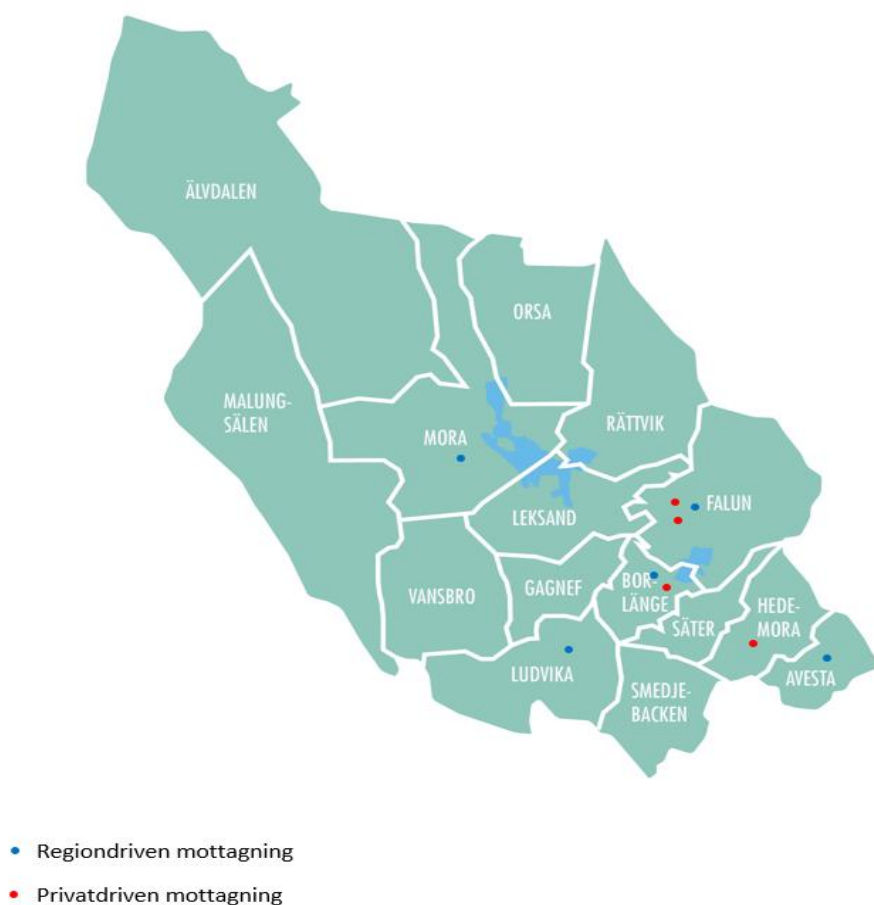 ÄLVDALEN
ORSA
MALUNG-
SÄLEN
MORA
RÄTTVIK
LEKSAND
FALUN
VANSBRO
GAGNEF
BOR-
LÄNGE
SÄTER
HEDE-
MORA
LUDVIKA
SMEDJE-
BACKEN
AVESTA
Regiondriven mottagning
Privatdriven mottagning